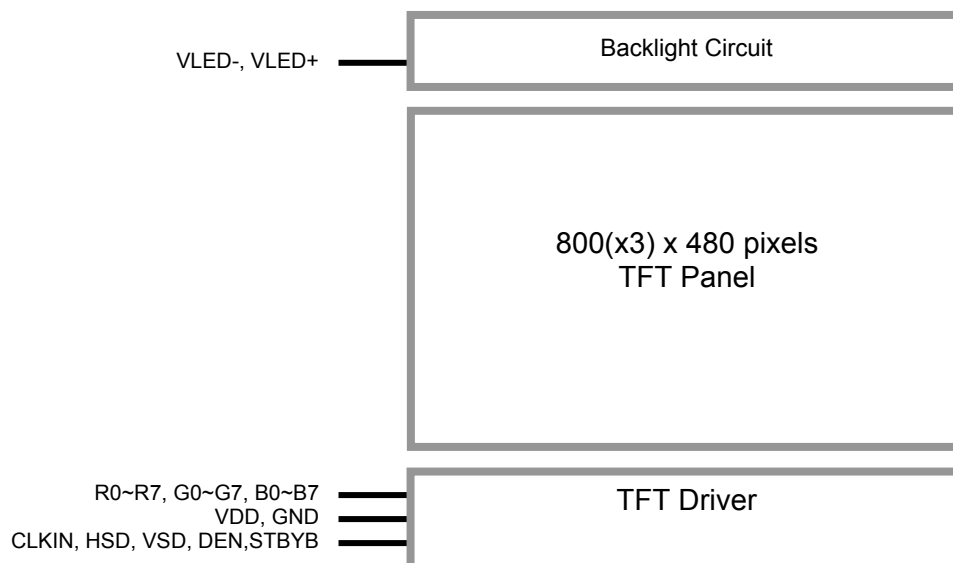 Backlight Circuit
VLED-, VLED+
800(x3) x 480 pixels
TFT Panel
R0~R7, G0~G7, B0~B7
VDD, GND
CLKIN, HSD, VSD, DEN,STBYB
TFT Driver